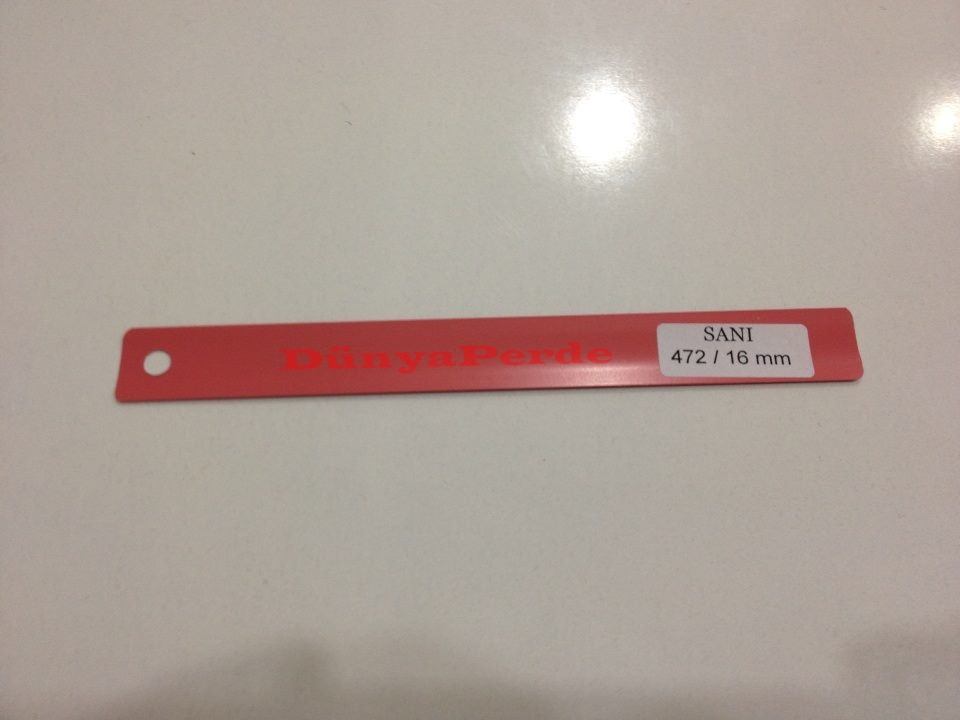 DünyaPerde
SANI
472 / 16 mm